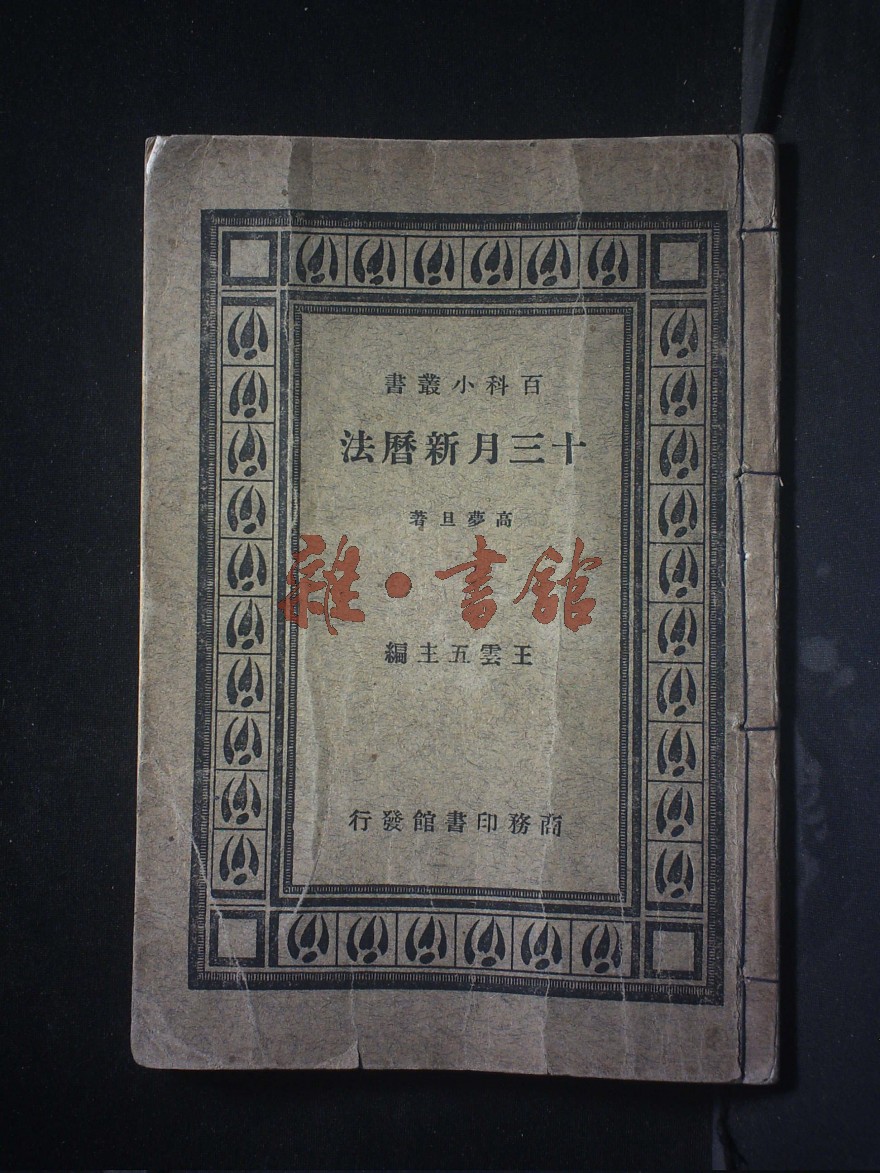 百科小叢書
十三月新曆法
高夢旦著
雜·書館
王雲五主編
商務印書館發行